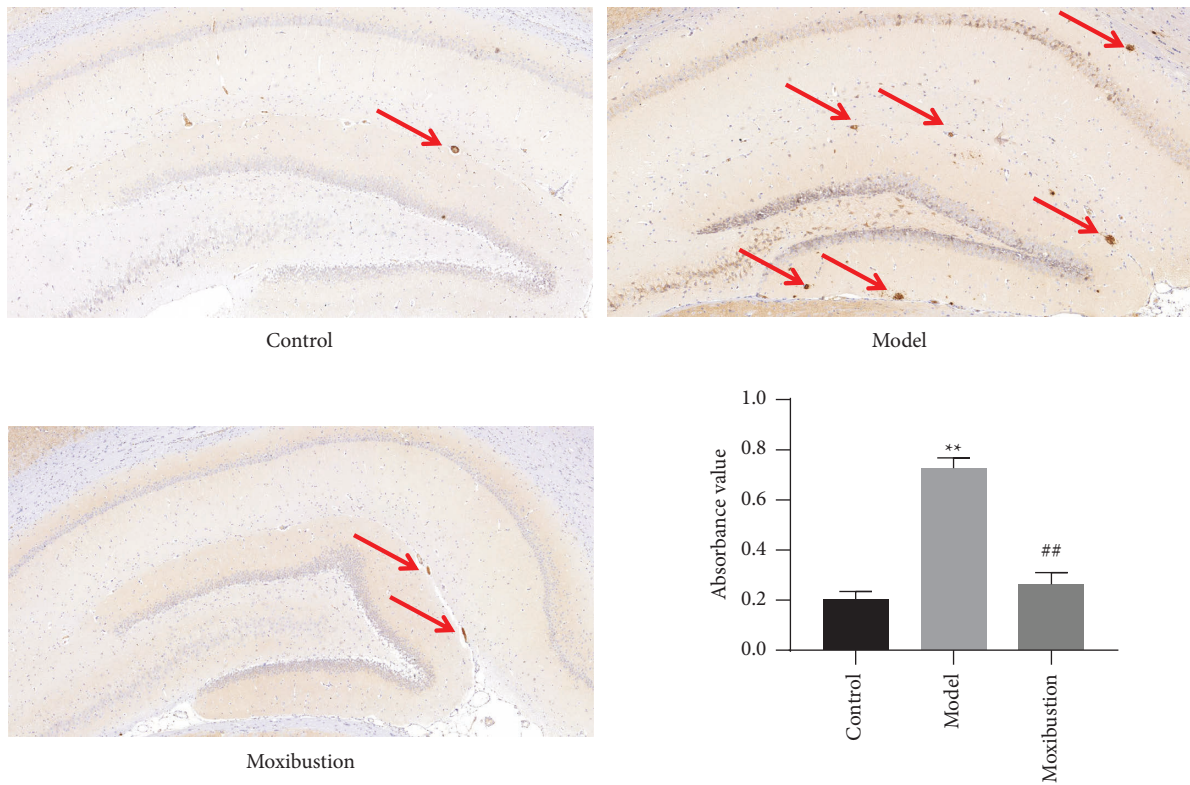 Control
Model
Moxibustion
1.0
0.8
0.6
0.4
0.2
0.0
Absorbance value
**
##
Control
Model
Moxibustion